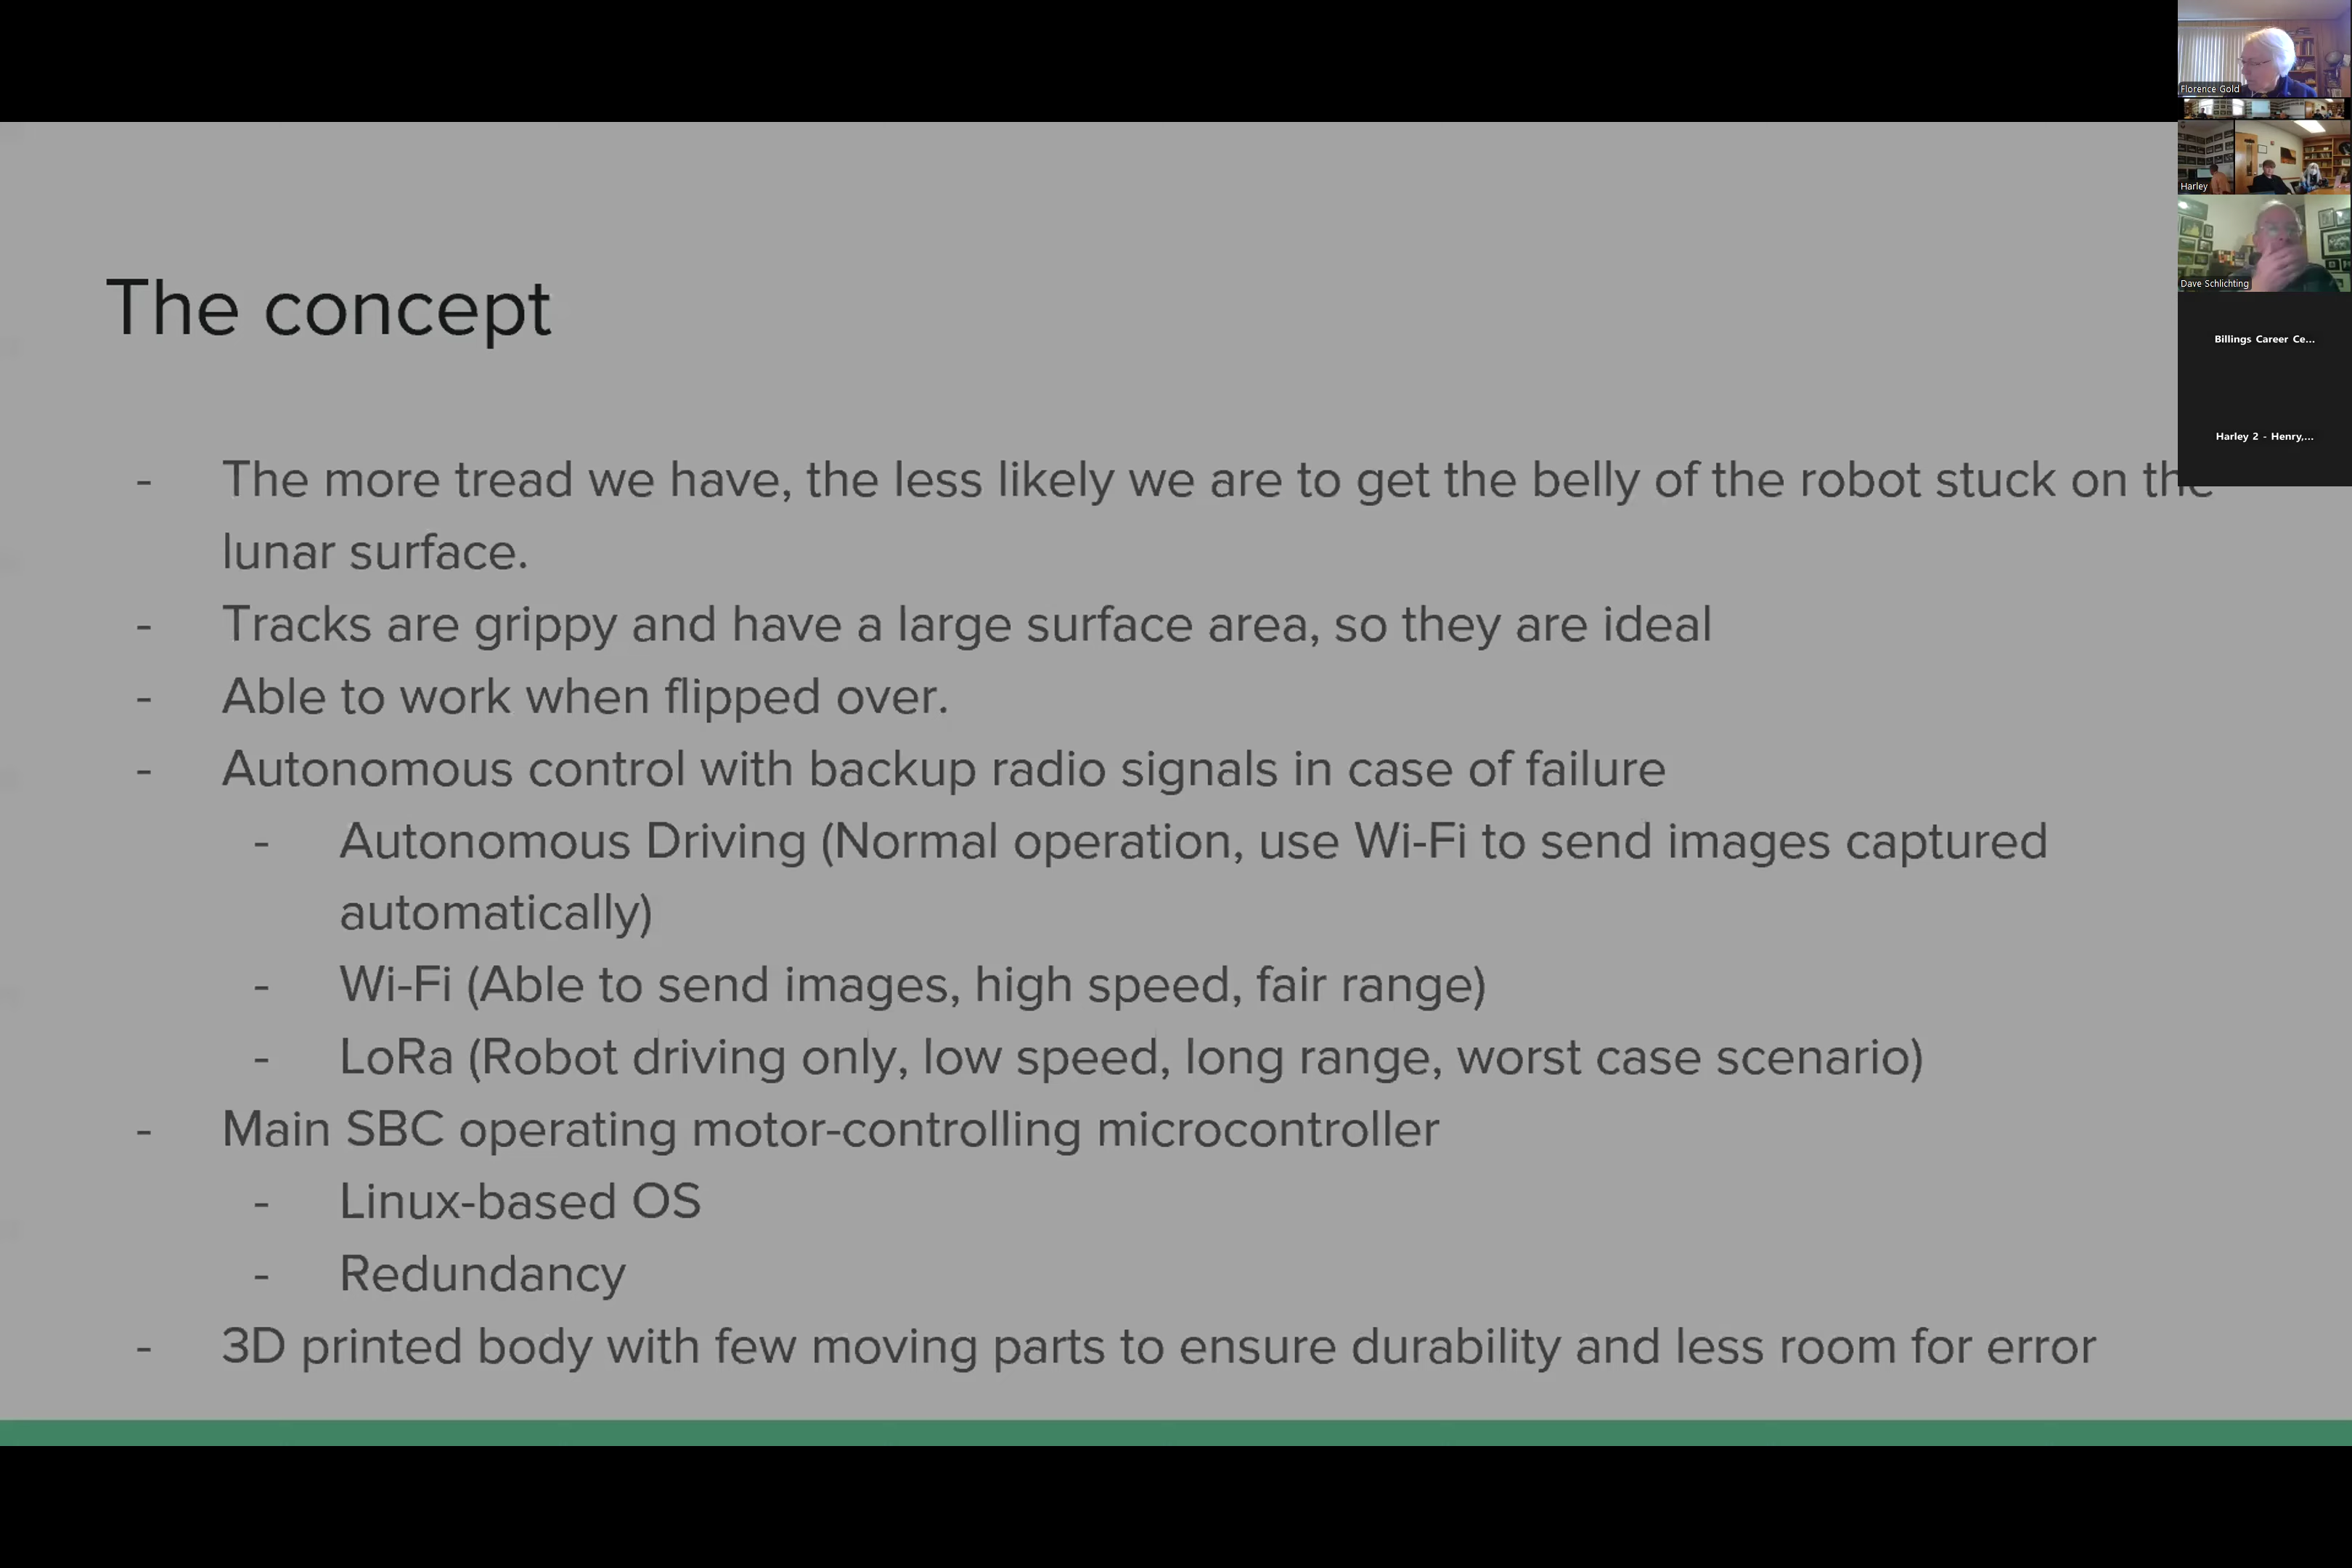 The concept
- The more tread we have, the less likely we are to get the belly of the robot stuck on the
lunar surface.
- Tracks are grippy and have a large surface area, so they are ideal
- Able to work when flipped over.
- Autonomous control with backup radio signals in case of failure
- Autonomous Driving (Normal operation, use Wi-Fi to send images captured
automatically)
- Wi-Fi (Able to send images, high speed, fair range)
- LoRa (Robot driving only, low speed, long range, worst case scenario)
- Main SBC operating motor-controlling microcontroller
- Linux-based OS
- Redundancy
- 3D printed body with few moving parts to ensure durability and less room for error
Florence Gold
Harley
Dave Schlichting
Billings Career Ce...
Harley 2 - Henry,...